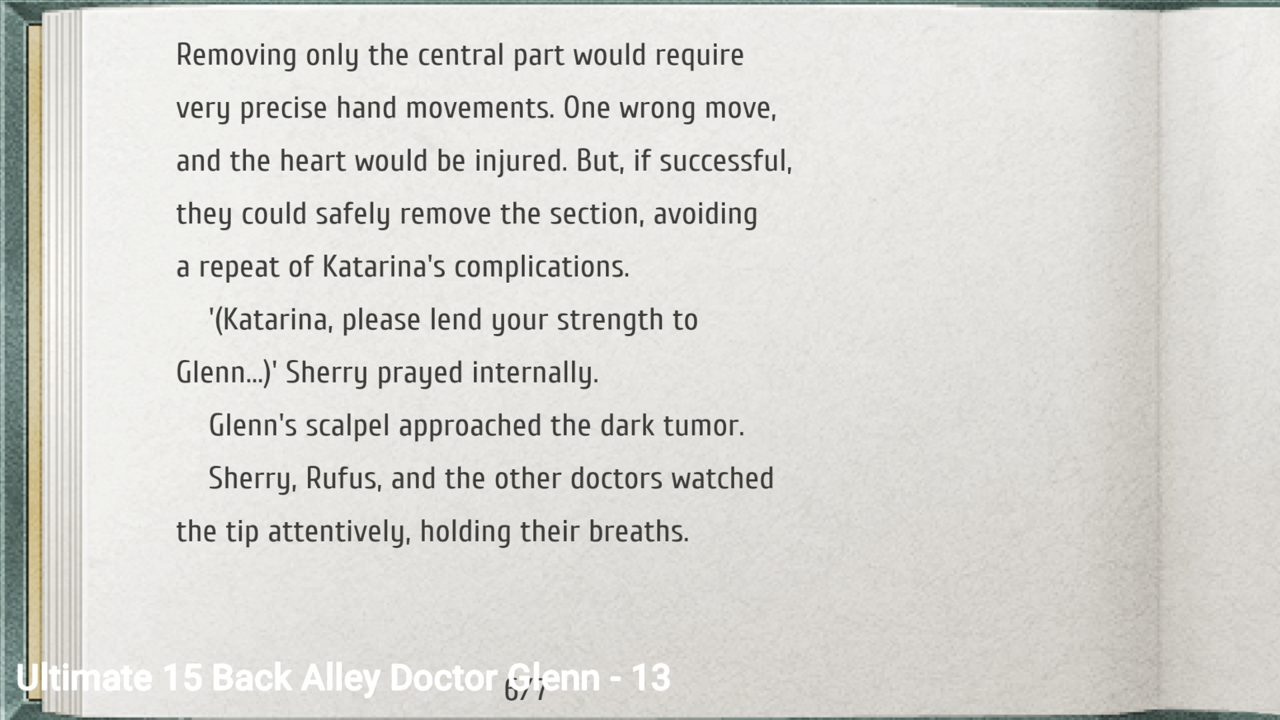 Removing only the central part would require
very precise hand movements. One wrong move,
and the heart would be injured. But, if successful,
they could safely remove the section, avoiding
a repeat of Katarina's complications.
'(Katarina, please lend your strength to
Glenn...)' Sherry prayed internally.
Glenn's scalpel approached the dark tumor.
Sherry, Rufus, and the other doctors watched
the tip attentively, holding their breaths.
6/7
Ultimate 15 Back Alley Doctor Glenn - 13